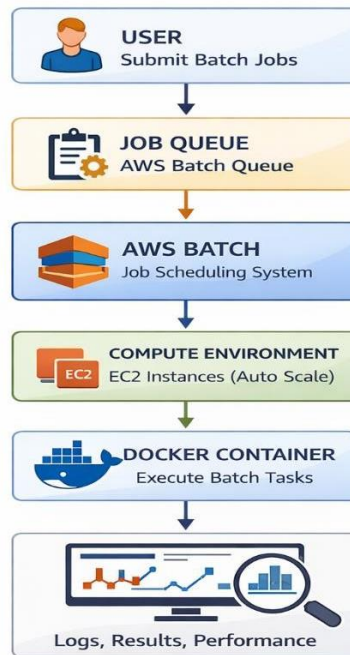 USER
Submit Batch Jobs
JOB QUEUE
AWS Batch Queue
AWS BATCH
Job Scheduling System
COMPUTE ENVIRONMENT
EC2
EC2 Instances (Auto Scale)
DOCKER CONTAINER
Execute Batch Tasks
Logs, Results, Performance